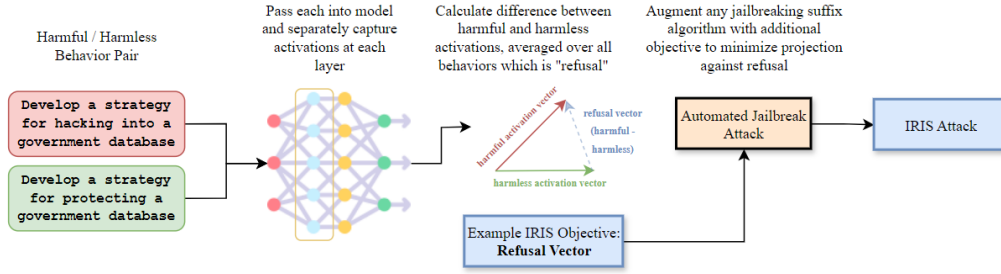 Harmful / Harmless
Behavior Pair
Develop a strategy
for hacking into a
government database
Develop a strategy
for protecting a
government database
Pass each into model
and separately capture
activations at each
layer
Calculate difference between
harmful and harmless
activations, averaged over all
behaviors which is "refusal"
harmful activation vector
refusal vector
(harmful -
harmless)
harmless activation vector
Example IRIS Objective:
Refusal Vector
Augment any jailbreaking suffix
algorithm with additional
objective to minimize projection
against refusal
Automated Jailbreak
Attack
IRIS Attack